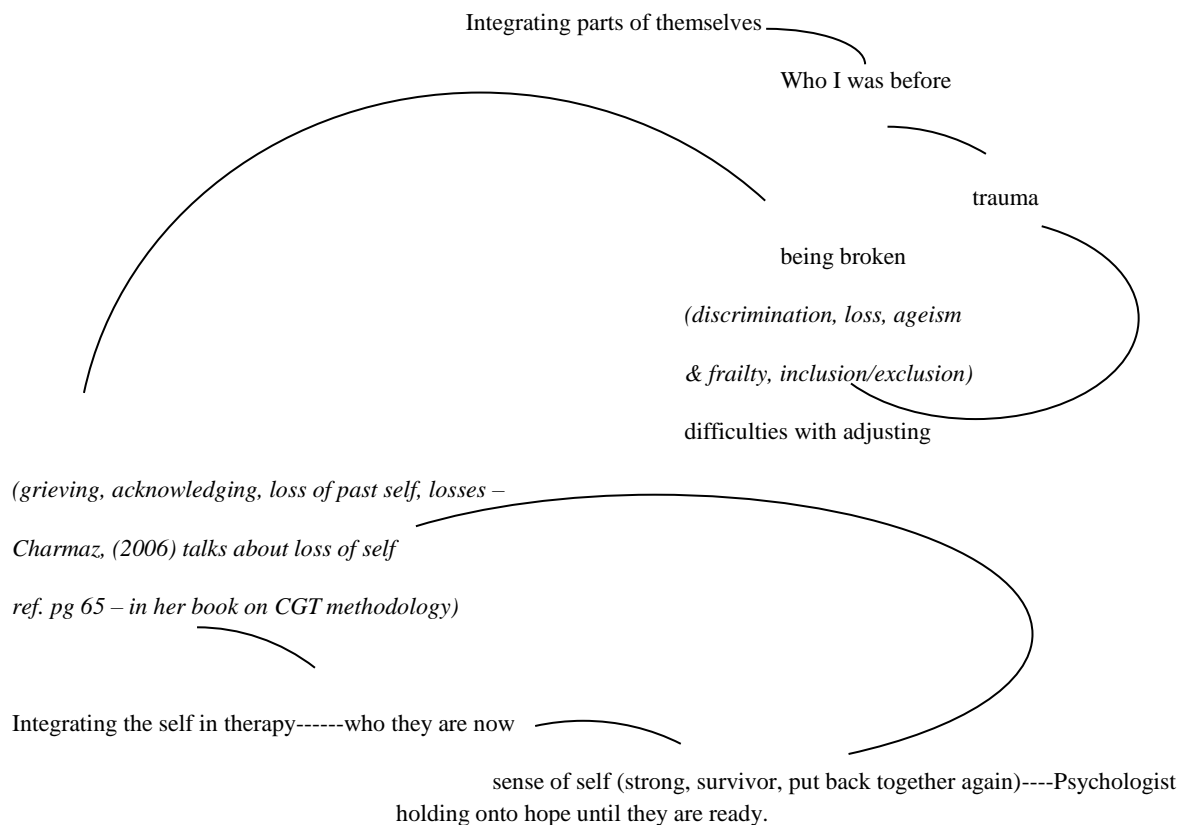 Integrating parts of themselves
Who I was before
trauma
being broken
(discrimination, loss, ageism
& frailty, inclusion/exclusion)
difficulties with adjusting
(grieving, acknowledging, loss of past self, losses –
Charmaz, (2006) talks about loss of self
ref. pg 65 – in her book on CGT methodology)
Integrating the self in therapy------who they are now
sense of self (strong, survivor, put back together again)----Psychologist
holding onto hope until they are ready.